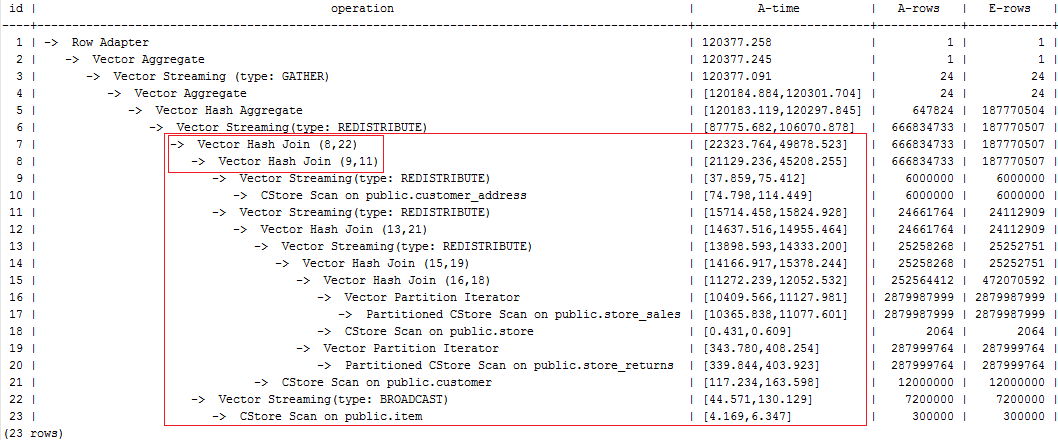 id | operation | A-time | A-rows | E-rows
----+----------------------------------------------------------------------------------------------------+-------------------------+------------+------------+
1 | -> Row Adapter | 120377.258 | 1 | 1 |
2 | -> Vector Aggregate | 120377.245 | 1 | 1 |
3 | -> Vector Streaming (type: GATHER) | 120377.091 | 24 | 24 |
4 | -> Vector Aggregate | [120184.884,120301.704] | 24 | 24 |
5 | -> Vector Hash Aggregate | [120183.119,120297.845] | 647824 | 187770504 |
6 | -> Vector Streaming(type: REDISTRIBUTE) | [87775.682,106070.878] | 666834733 | 187770507 |
7 | -> Vector Hash Join (8,22) | [22323.764,49878.523] | 666834733 | 187770507 |
8 | -> Vector Hash Join (9,11) | [21129.236,45208.255] | 666834733 | 187770507 |
9 | -> Vector Streaming(type: REDISTRIBUTE) | [37.859,75.412] | 6000000 | 6000000 |
10 | -> CStore Scan on public.customer_address | [74.798,114.449] | 6000000 | 6000000 |
11 | -> Vector Streaming(type: REDISTRIBUTE) | [15714.458,15824.928] | 24661764 | 24112909 |
12 | -> Vector Hash Join (13,21) | [14637.516,14955.464] | 24661764 | 24112909 |
13 | -> Vector Streaming(type: REDISTRIBUTE) | [13898.593,14333.200] | 25258268 | 25252751 |
14 | -> Vector Hash Join (15,19) | [14166.917,15378.244] | 25258268 | 25252751 |
15 | -> Vector Hash Join (16,18) | [11272.239,12052.532] | 252564412 | 472070592 |
16 | -> Vector Partition Iterator | [10409.566,11127.981] | 2879987999 | 2879987999 |
17 | -> Partitioned CStore Scan on public.store_sales | [10365.838,11077.601] | 2879987999 | 2879987999 |
18 | -> CStore Scan on public.store | [0.431,0.609] | 2064 | 2064 |
19 | -> Vector Partition Iterator | [343.780,408.254] | 287999764 | 287999764 |
20 | -> Partitioned CStore Scan on public.store_returns | [339.844,403.923] | 287999764 | 287999764 |
21 | -> CStore Scan on public.customer | [117.234,163.598] | 12000000 | 12000000 |
22 | -> Vector Streaming(type: BROADCAST) | [44.571,130.129] | 7200000 | 7200000 |
23 | -> CStore Scan on public.item | [4.169,6.347] | 300000 | 300000 |
(23 rows)